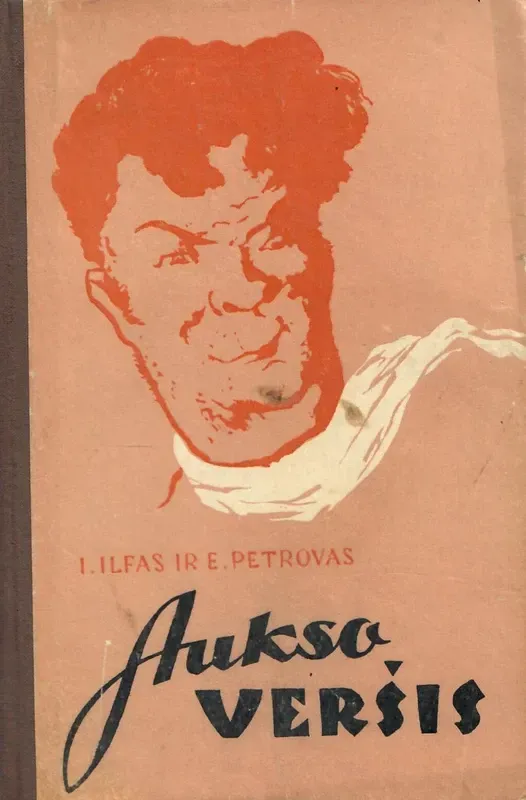 I. ILFAS IR E. PETROVAS
Aukso
VERŠIS